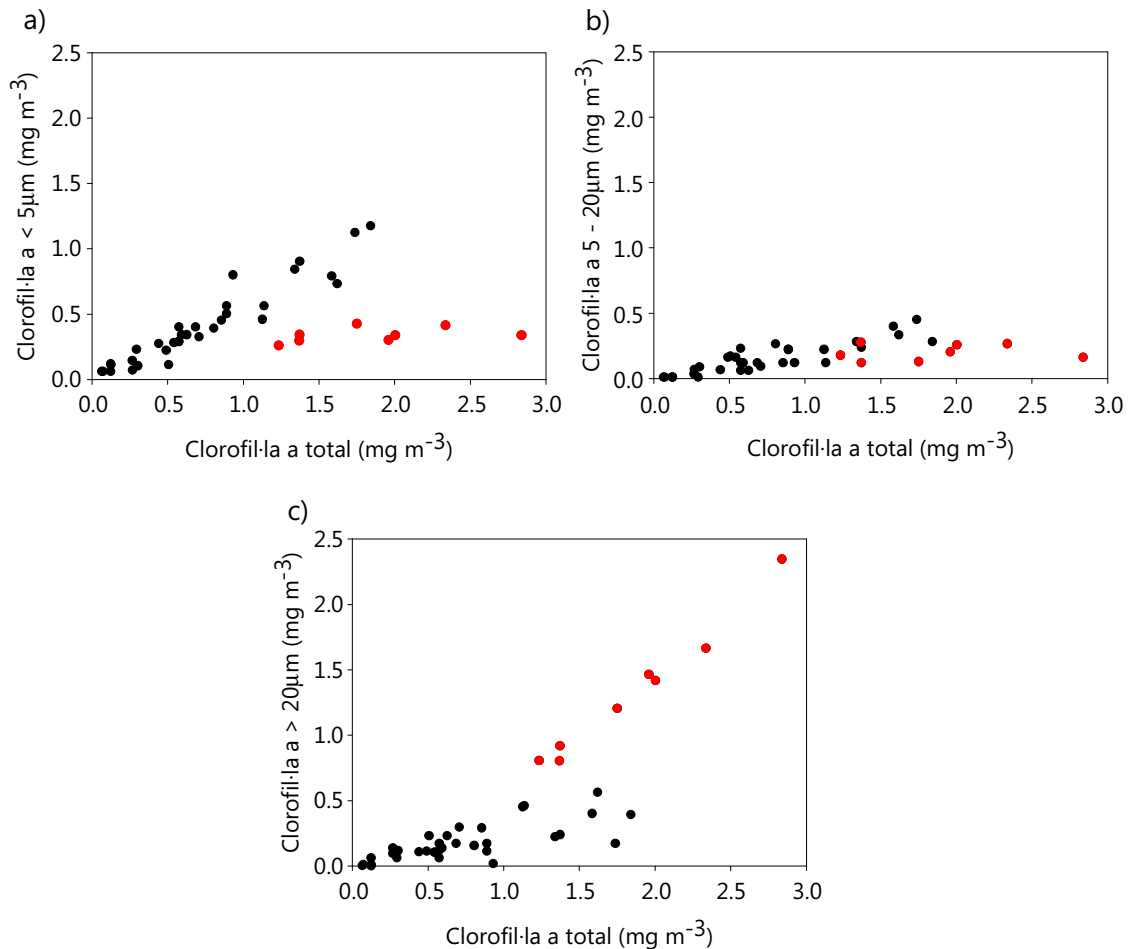 a)
2.5
2.0
1.5
1.0
0.5
0.0
Clorofil·la a < 5µm (mg m⁻³)
0.0 0.5 1.0 1.5 2.0 2.5 3.0
Clorofil·la a total (mg m⁻³)
b)
2.5
2.0
1.5
1.0
0.5
0.0
Clorofil·la a 5 - 20µm (mg m⁻³)
0.0 0.5 1.0 1.5 2.0 2.5 3.0
Clorofil·la a total (mg m⁻³)
c)
2.5
2.0
1.5
1.0
0.5
0.0
Clorofil·la a > 20µm (mg m⁻³)
0.0 0.5 1.0 1.5 2.0 2.5 3.0
Clorofil·la a total (mg m⁻³)